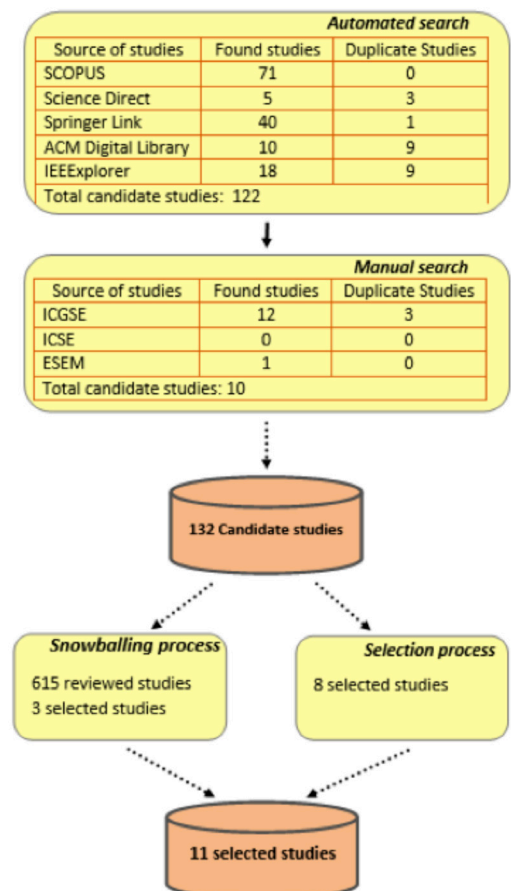 Automated search
Source of studies Found studies Duplicate Studies
SCOPUS 71 0
Science Direct 5 3
Springer Link 40 1
ACM Digital Library 10 9
IEEExplorer 18 9
Total candidate studies: 122
Manual search
Source of studies Found studies Duplicate Studies
ICGSE 12 3
ICSE 0 0
ESEM 1 0
Total candidate studies: 10
132 Candidate studies
Snowballing process
615 reviewed studies
3 selected studies
Selection process
8 selected studies
11 selected studies